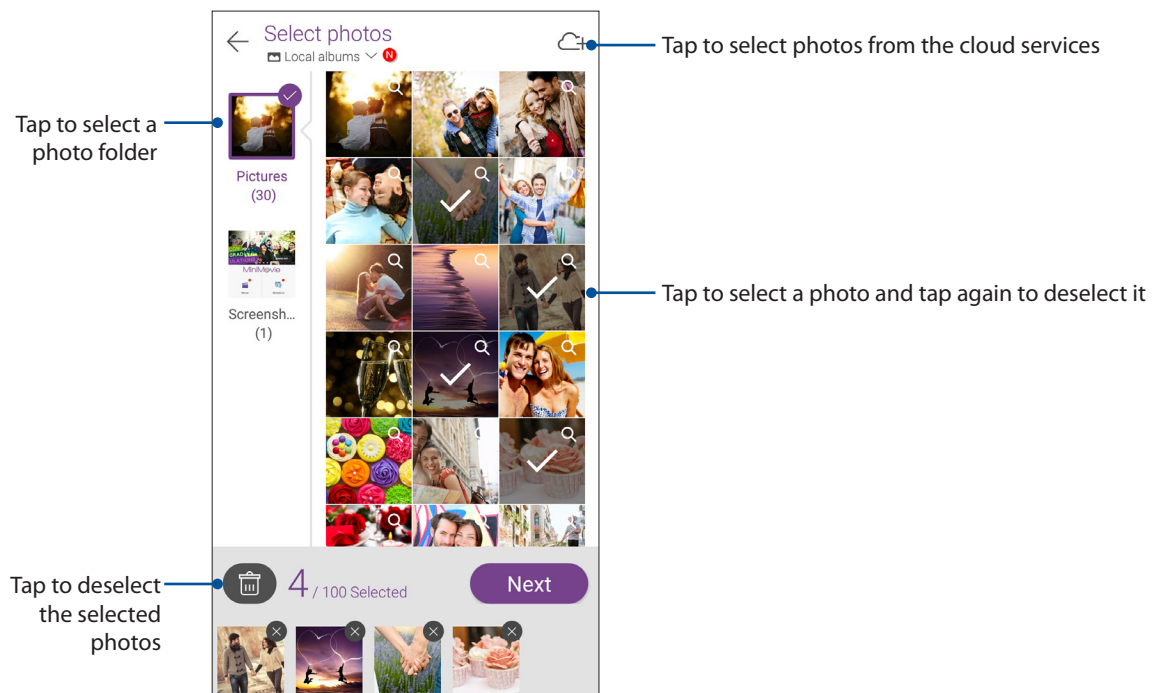 Select photos
Local albums N
Tap to select photos from the cloud services
Tap to select a
photo folder
Pictures
(30)
MiniMovie
Screensh...
(1)
Tap to select a photo and tap again to deselect it
Tap to deselect
the selected
photos
4 / 100 Selected
Next